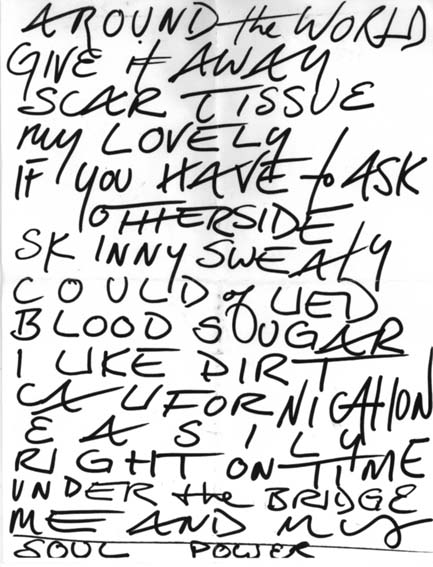 AROUND the WORLD
GIVE it AWAY
SCAR TISSUE
MY LOVELY
IF YOU HAVE to ASK
OTHERSIDE
SKINNY SWEATY
COULD of LIED
BLOOD SOUGAR
I LIKE DIRT
CALIFORNICATION
EASILY
RIGHT ON TIME
UNDER the BRIDGE
ME AND MY
SOUL POWER